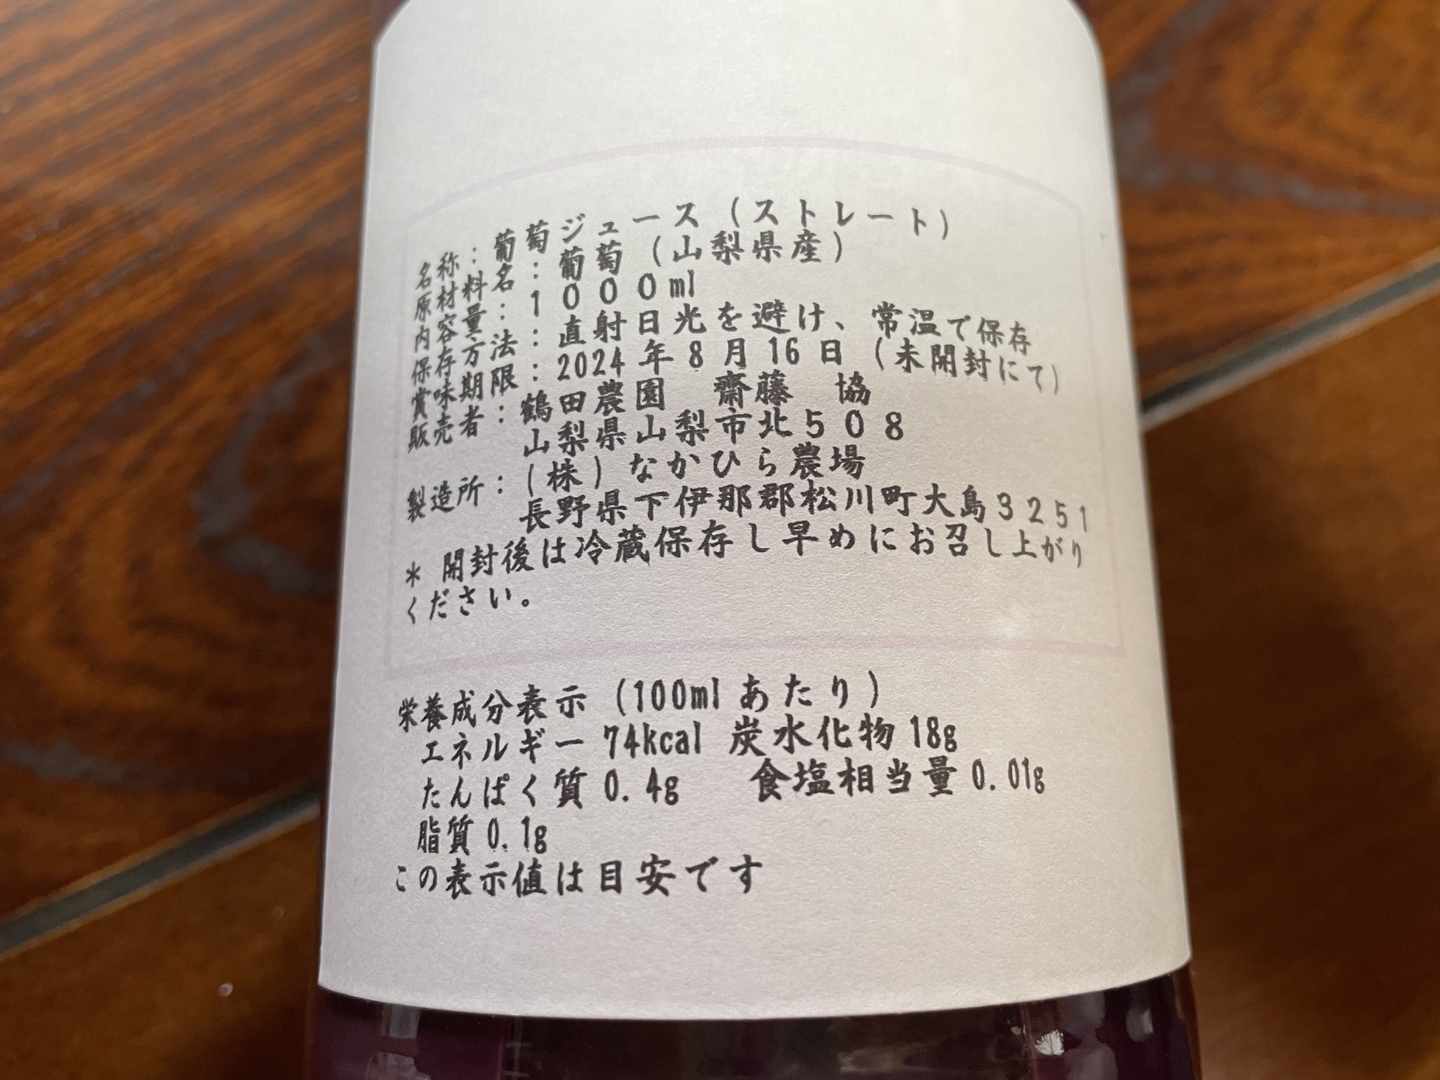 名称：葡萄ジュース（ストレート）
原材料名：葡萄（山梨県産）
内容量：１０００ml
保存方法：直射日光を避け、常温で保存
賞味期限：2024年8月16日（未開封にて）
販売者：鶴田農園　齋藤　協
山梨県山梨市北５０８
製造所：（株）なかひら農場
長野県下伊那郡松川町大島３２５１
＊開封後は冷蔵保存し早めにお召し上がり
ください。
栄養成分表示（100mlあたり）
エネルギー 74kcal 炭水化物 18g
たんぱく質 0.4g　食塩相当量 0.01g
脂質 0.1g
この表示値は目安です